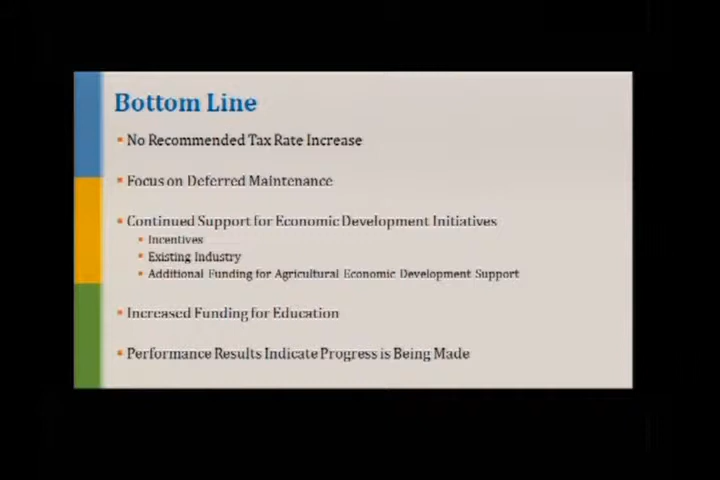 Bottom Line
No Recommended Tax Rate Increase
Focus on Deferred Maintenance
Continued Support for Economic Development Initiatives
Incentives
Existing Industry
Additional Funding for Agricultural Economic Development Support
Increased Funding for Education
Performance Results Indicate Progress is Being Made